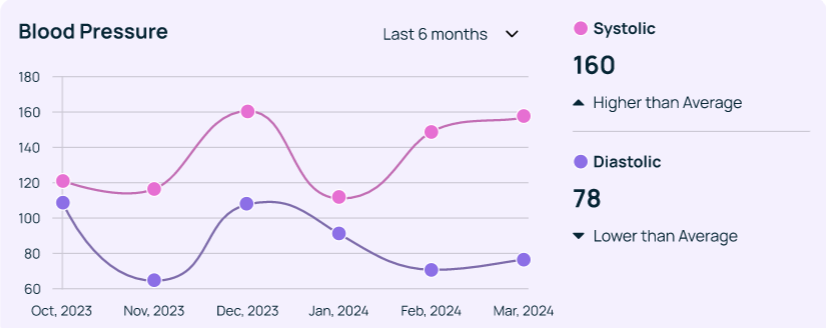 Blood Pressure
Last 6 months
180
160
140
120
100
80
60
Oct, 2023 Nov, 2023 Dec, 2023 Jan, 2024 Feb, 2024 Mar, 2024
Systolic
160
Higher than Average
Diastolic
78
Lower than Average